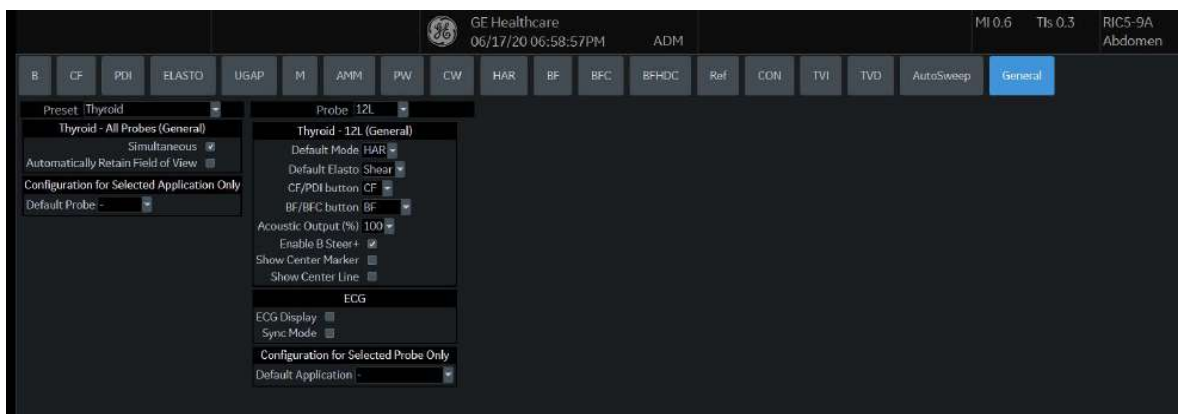 GE Healthcare
06/17/20 06:58:57PM ADM
MI 0.6 TIs 0.3
RIC5-9A
Abdomen
B CF PDI ELASTO UGAP M AMM PW CW HAR BF BFC BFHDC Ref CON TVI TVD AutoSweep General
Preset Thyroid
Thyroid - All Probes (General)
Simultaneous
Automatically Retain Field of View
Configuration for Selected Application Only
Default Probe -
Probe 12L
Thyroid - 12L (General)
Default Mode HAR
Default Elasto Shear
CF/PDI button CF
BF/BFC button BF
Acoustic Output (%) 100
Enable B Steer+
Show Center Marker
Show Center Line
ECG
ECG Display
Sync Mode
Configuration for Selected Probe Only
Default Application -